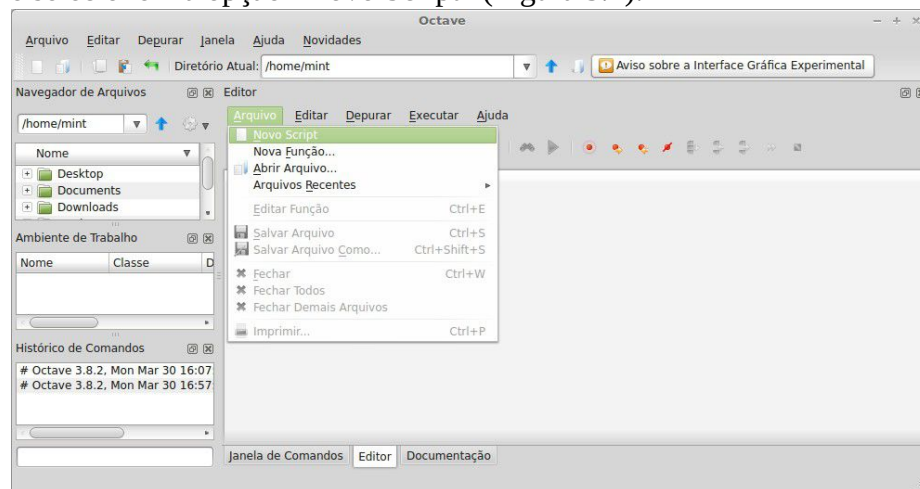 Octave
Arquivo Editar Depurar Janela Ajuda Novidades
Diretório Atual: /home/mint Aviso sobre a Interface Gráfica Experimental
Navegador de Arquivos Editor
/home/mint Arquivo Editar Depurar Executar Ajuda
Novo Script
Nome Nova Função...
Desktop Abrir Arquivo...
Documents Arquivos Recentes
Downloads
Editar Função Ctrl+E
Ambiente de Trabalho Salvar Arquivo Ctrl+S
Salvar Arquivo Como... Ctrl+Shift+S
Nome Classe D
Fechar Ctrl+W
Fechar Todos
Fechar Demais Arquivos
Imprimir... Ctrl+P
Histórico de Comandos
# Octave 3.8.2, Mon Mar 30 16:07:
# Octave 3.8.2, Mon Mar 30 16:57:
Janela de Comandos Editor Documentação